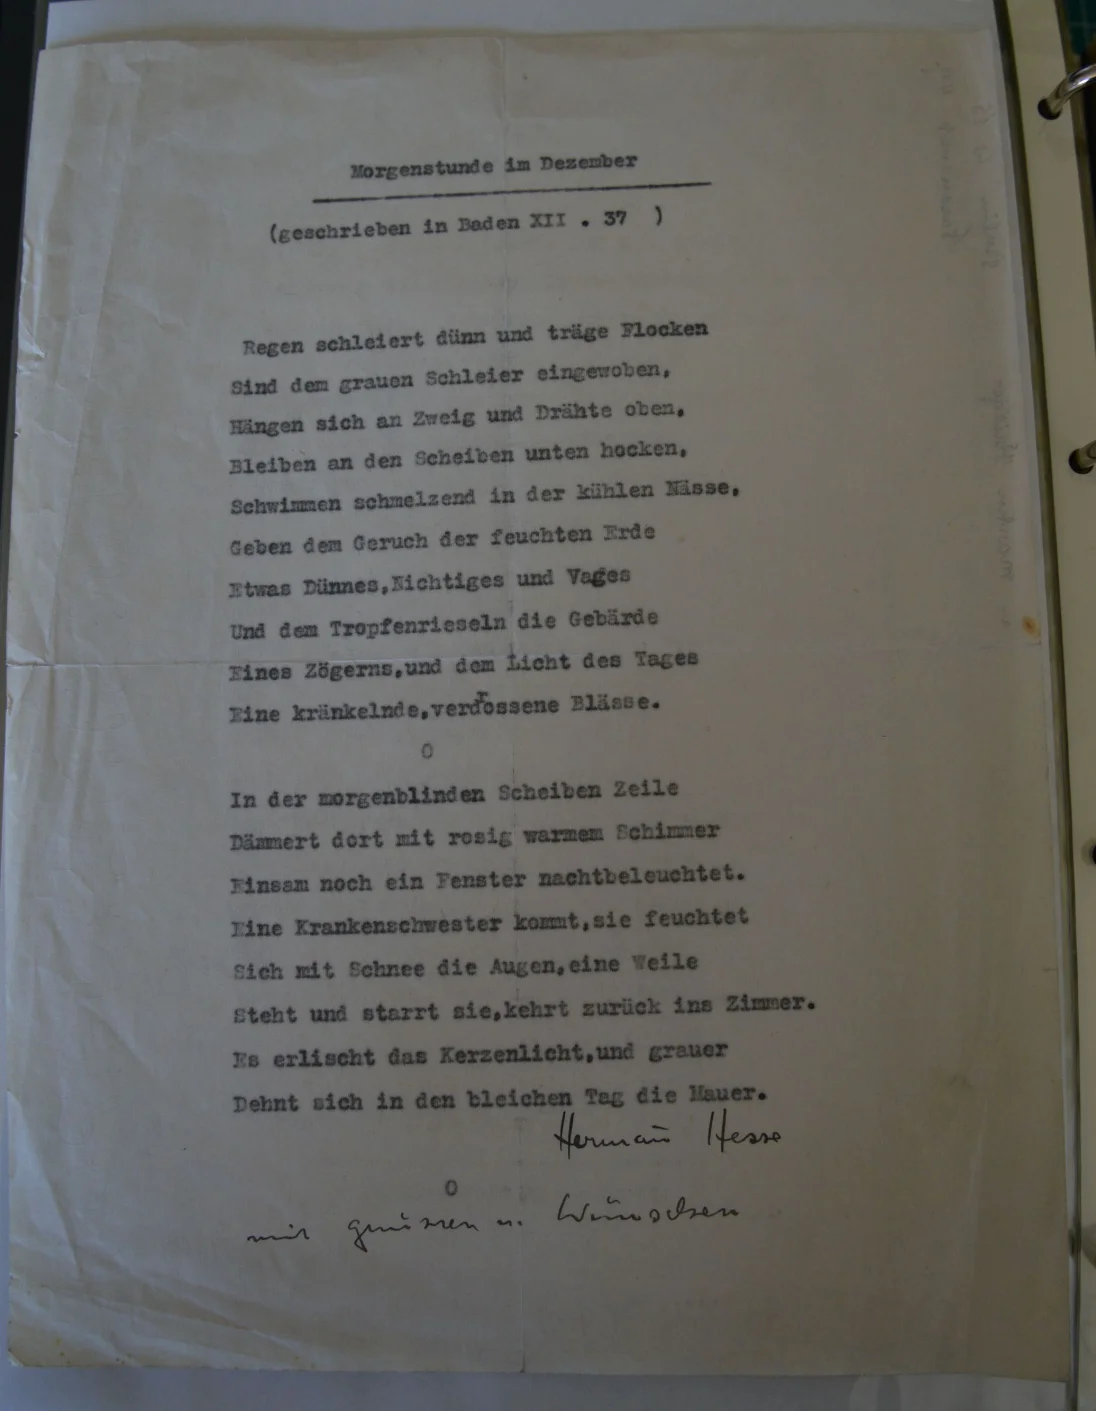 Morgenstunde im Dezember
(geschrieben in Baden XII . 37 )
Regen schleiert dünn und träge Flocken
Sind dem grauen Schleier eingewoben,
Hängen sich an Zweig und Drähte oben,
Bleiben an den Scheiben unten hocken,
Schwimmen schmelzend in der kühlen Nässe,
Geben dem Geruch der feuchten Erde
Etwas Dünnes,Nichtiges und Vages
Und dem Tropfenrieseln die Gebärde
Eines Zögerns,und dem Licht des Tages
Eine kränkelnde,verdrossene Blässe.
O
In der morgenblinden Scheiben Zeile
Dämmert dort mit rosig warmem Schimmer
Einsam noch ein Fenster nachtbeleuchtet.
Eine Krankenschwester kommt,sie feuchtet
Sich mit Schnee die Augen,eine Weile
Steht und starrt sie,kehrt zurück ins Zimmer.
Es erlischt das Kerzenlicht,und grauer
Dehnt sich in den bleichen Tag die Mauer.
Hermann Hesse
O
mit grüssen u. Wünschen